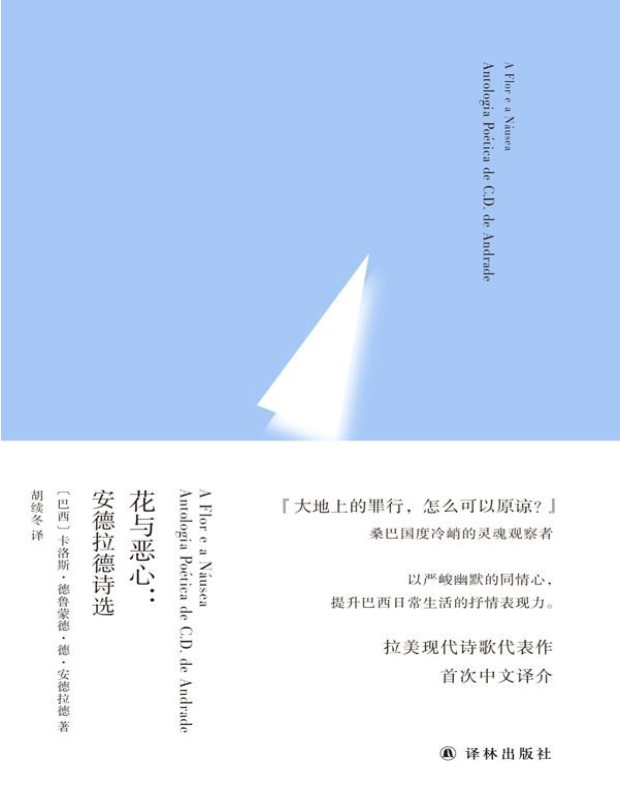 A Flor e a Náusea
Antologia Poética de C.D. de Andrade
花与恶心：
安德拉德诗选
A Flor e a Náusea
Antologia Poética de C.D. de Andrade
［巴西］卡洛斯·德鲁蒙德·德·安德拉德 著
胡续冬 译
『大地上的罪行，怎么可以原谅？』
桑巴国度冷峭的灵魂观察者
以严峻幽默的同情心，
提升巴西日常生活的抒情表现力。
拉美现代诗歌代表作
首次中文译介
译林出版社